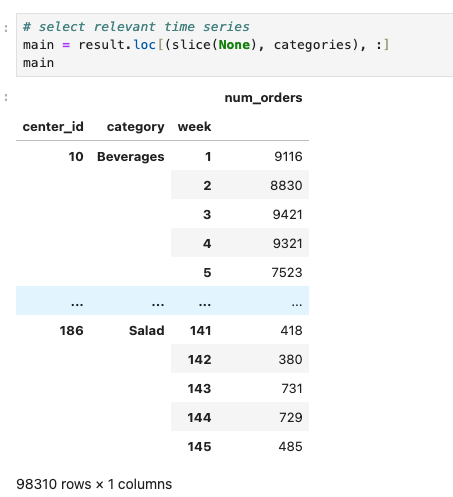 : # select relevant time series
main = result.loc[(slice(None), categories), :]
main
:
num_orders
center_id category week
10 Beverages 1 9116
2 8830
3 9421
4 9321
5 7523
... ... ... ...
186 Salad 141 418
142 380
143 731
144 729
145 485
98310 rows × 1 columns